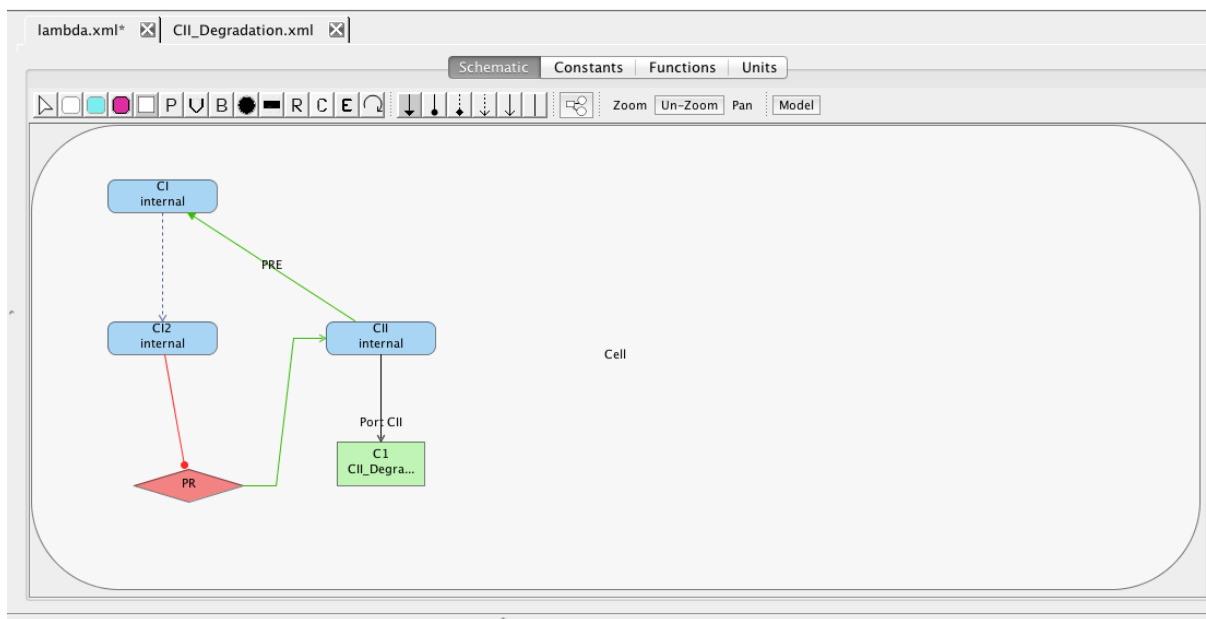 lambda.xml* CII_Degradation.xml
Schematic Constants Functions Units
P V B R C E Zoom Un-Zoom Pan Model
CI
internal
PRE
CI2
internal
CII
internal
Cell
Port CII
C1
CII_Degra...
PR